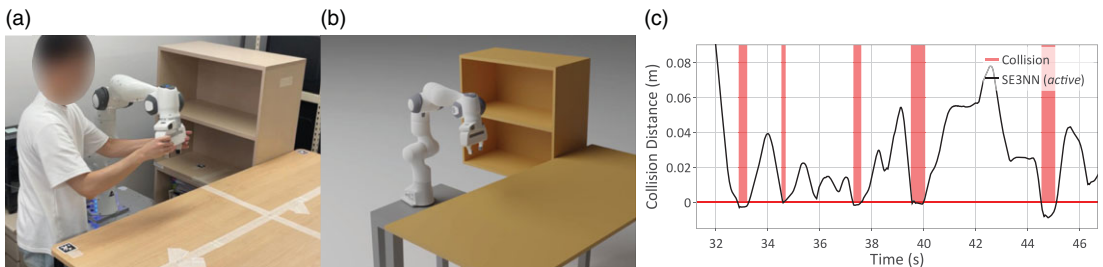 (a)
(b)
(c)
Collision
SE3NN (active)
Collision Distance (m)
0.08
0.06
0.04
0.02
0
32
34
36
38
40
42
44
46
Time (s)